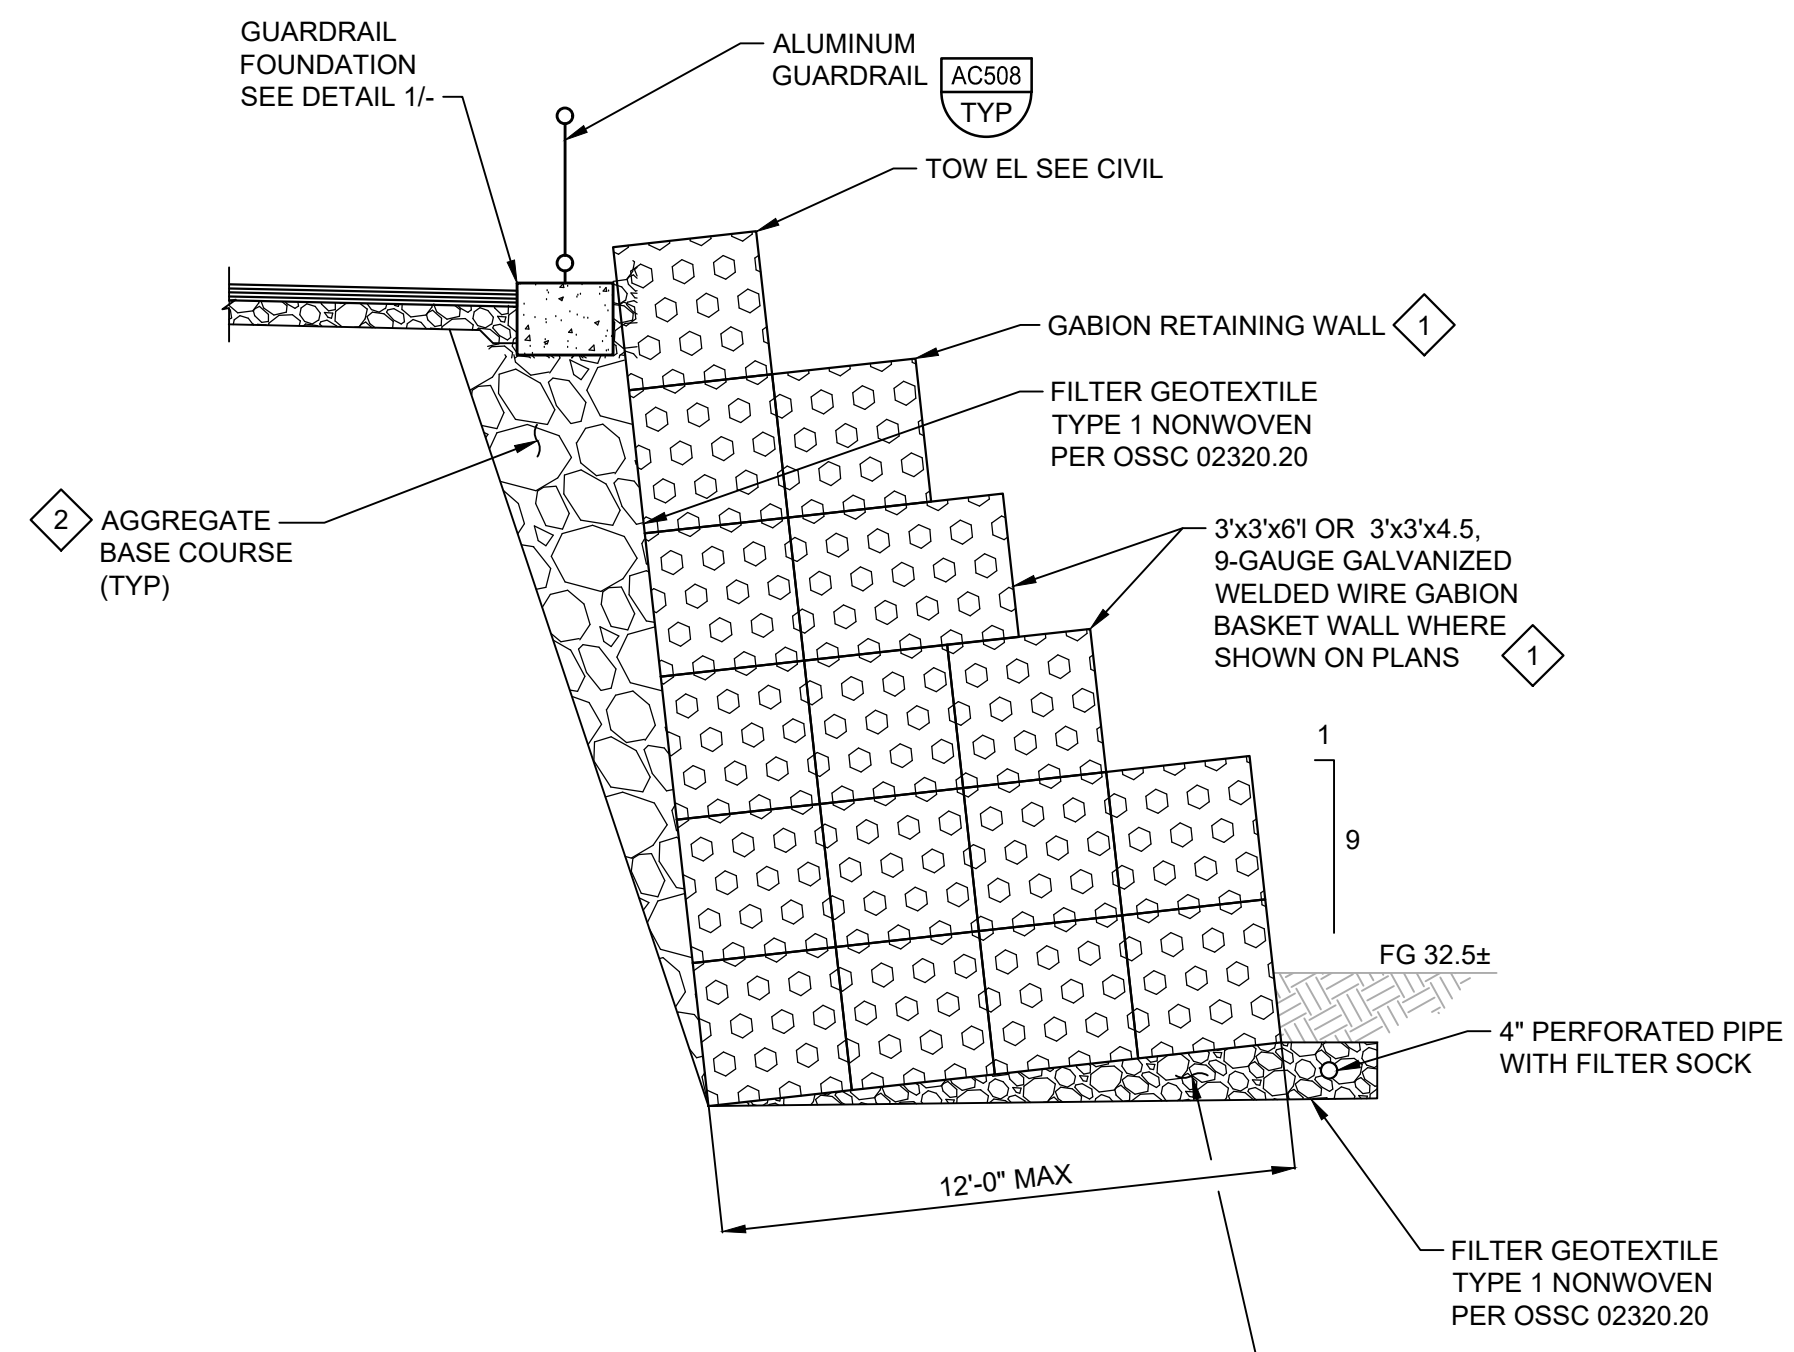 GUARDRAIL
FOUNDATION
SEE DETAIL 1/-
ALUMINUM
GUARDRAIL
AC508
TYP
TOW EL SEE CIVIL
GABION RETAINING WALL
1
FILTER GEOTEXTILE
TYPE 1 NONWOVEN
PER OSSC 02320.20
2
AGGREGATE
BASE COURSE
(TYP)
3'x3'x6'l OR 3'x3'x4.5,
9-GAUGE GALVANIZED
WELDED WIRE GABION
BASKET WALL WHERE
SHOWN ON PLANS
1
1
9
FG 32.5±
4" PERFORATED PIPE
WITH FILTER SOCK
12'-0" MAX
FILTER GEOTEXTILE
TYPE 1 NONWOVEN
PER OSSC 02320.20